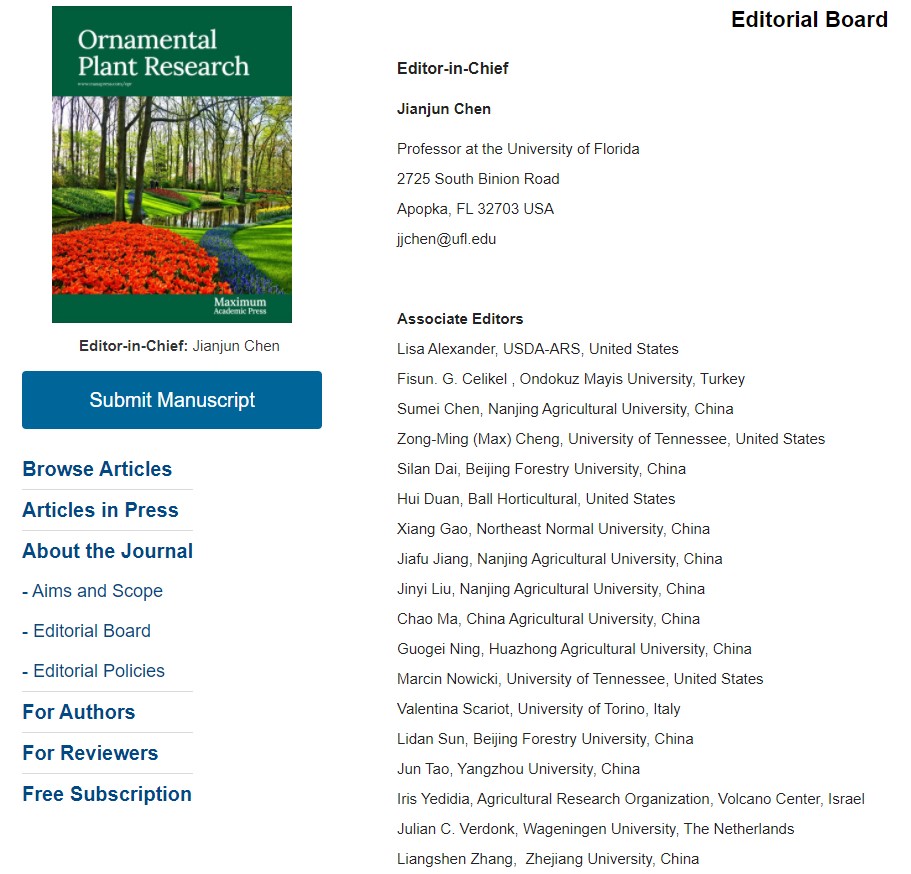 Ornamental
Plant Research
Maximum
Academic Press
Editor-in-Chief: Jianjun Chen
Submit Manuscript
Browse Articles
Articles in Press
About the Journal
- Aims and Scope
- Editorial Board
- Editorial Policies
For Authors
For Reviewers
Free Subscription
Editorial Board
Editor-in-Chief
Jianjun Chen
Professor at the University of Florida
2725 South Binion Road
Apopka, FL 32703 USA
jjchen@ufl.edu
Associate Editors
Lisa Alexander, USDA-ARS, United States
Fisun. G. Celikel , Ondokuz Mayis University, Turkey
Sumei Chen, Nanjing Agricultural University, China
Zong-Ming (Max) Cheng, University of Tennessee, United States
Silan Dai, Beijing Forestry University, China
Hui Duan, Ball Horticultural, United States
Xiang Gao, Northeast Normal University, China
Jiafu Jiang, Nanjing Agricultural University, China
Jinyi Liu, Nanjing Agricultural University, China
Chao Ma, China Agricultural University, China
Guogei Ning, Huazhong Agricultural University, China
Marcin Nowicki, University of Tennessee, United States
Valentina Scariot, University of Torino, Italy
Lidan Sun, Beijing Forestry University, China
Jun Tao, Yangzhou University, China
Iris Yedidia, Agricultural Research Organization, Volcano Center, Israel
Julian C. Verdonk, Wageningen University, The Netherlands
Liangshen Zhang,  Zhejiang University, China